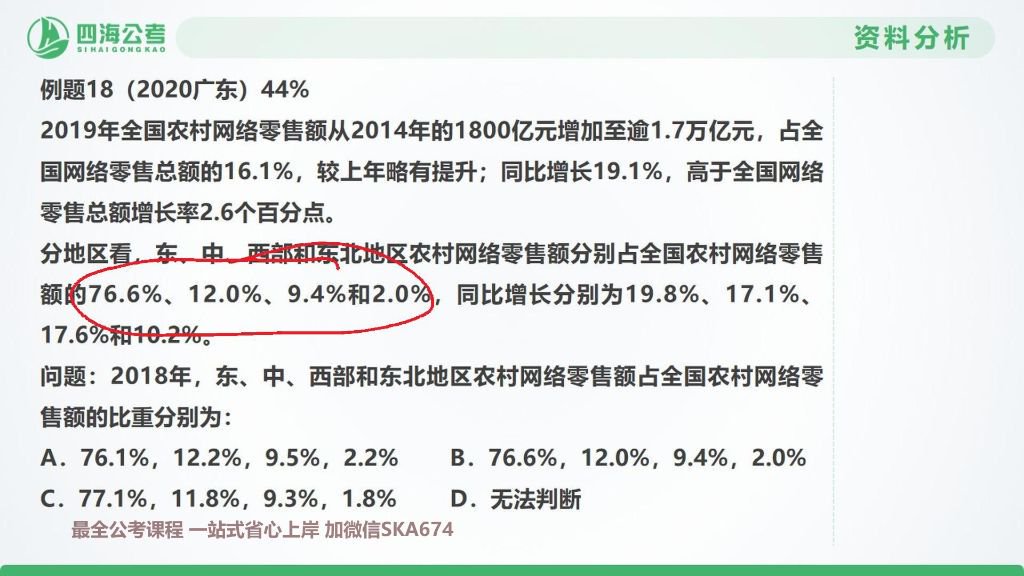 四海公考
SIHAIGONGKAO
资料分析
例题18（2020广东）44%
2019年全国农村网络零售额从2014年的1800亿元增加至逾1.7万亿元，占全
国网络零售总额的16.1%，较上年略有提升；同比增长19.1%，高于全国网络
零售总额增长率2.6个百分点。
分地区看，东、中、西部和东北地区农村网络零售额分别占全国农村网络零售
额的76.6%、12.0%、9.4%和2.0%，同比增长分别为19.8%、17.1%、
17.6%和10.2%。
问题：2018年，东、中、西部和东北地区农村网络零售额占全国农村网络零
售额的比重分别为：
A．76.1%，12.2%，9.5%，2.2% B．76.6%，12.0%，9.4%，2.0%
C．77.1%，11.8%，9.3%，1.8% D．无法判断
最全公考课程 一站式省心上岸 加微信SKA674